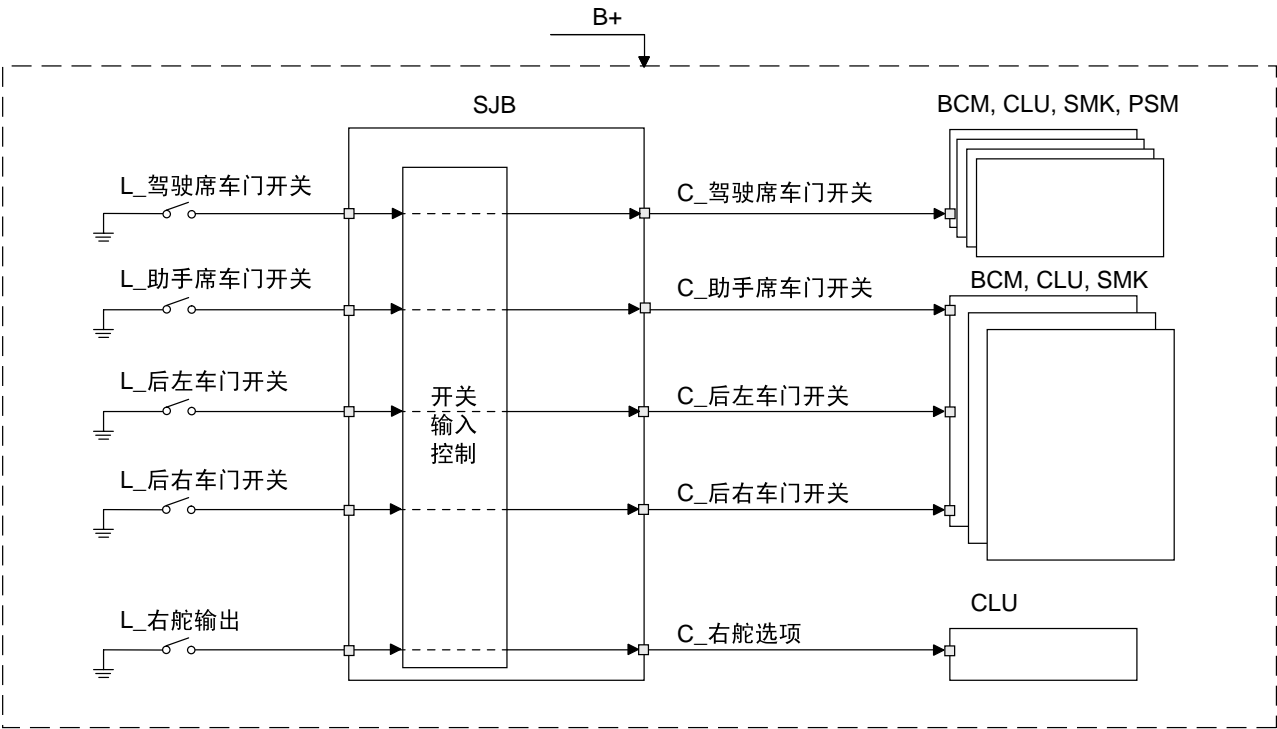 B+
SJB
BCM, CLU, SMK, PSM
L_驾驶席车门开关
C_驾驶席车门开关
L_助手席车门开关
C_助手席车门开关
BCM, CLU, SMK
L_后左车门开关
C_后左车门开关
开关
输入
控制
L_后右车门开关
C_后右车门开关
CLU
L_右舵输出
C_右舵选项